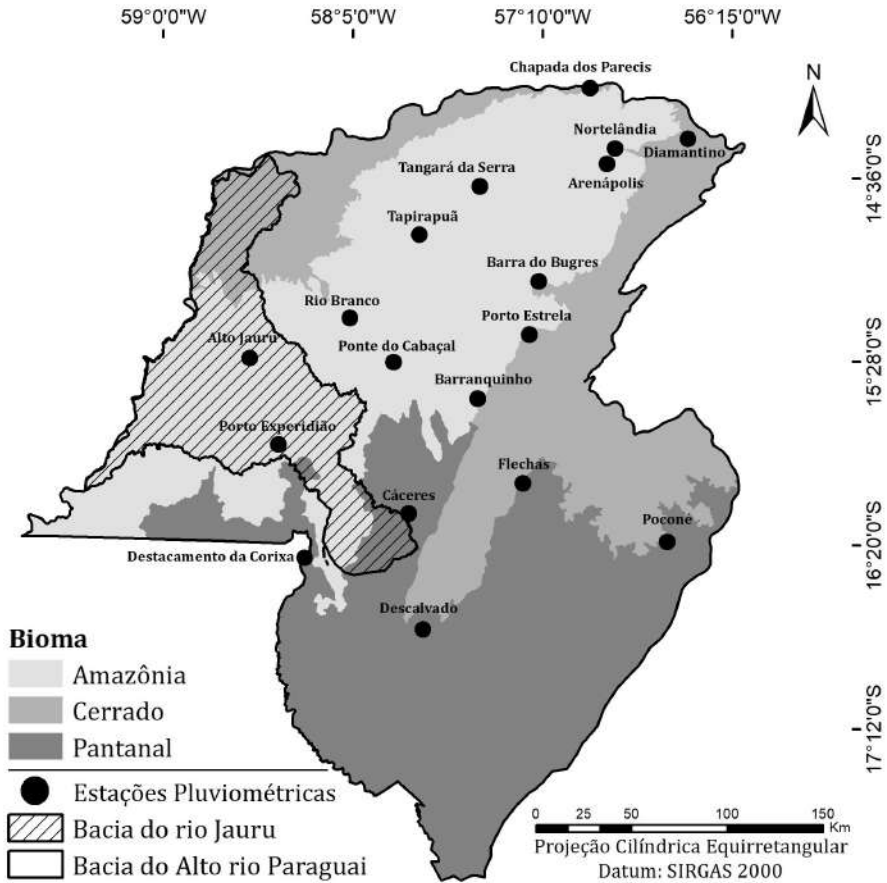 59°0'0"W 58°5'0"W 57°10'0"W 56°15'0"W
Chapada dos Parecis
N
Nortelândia
Diamantino
Tangará da Serra
Arenápolis
14°36'0"S
Tapirapuã
Barra do Bugres
Rio Branco
Porto Estrela
Alto Jauru
Ponte do Cabaçal
15°28'0"S
Barranquinho
Porto Experidião
Flechas
Cáceres
Poconé
16°20'0"S
Destacamento da Corixa
Descalvado
17°12'0"S
Bioma
Amazônia
Cerrado
Pantanal
Estações Pluviométricas
Bacia do rio Jauru
Bacia do Alto rio Paraguai
0 25 50 100 150
Km
Projeção Cilíndrica Equirretangular
Datum: SIRGAS 2000